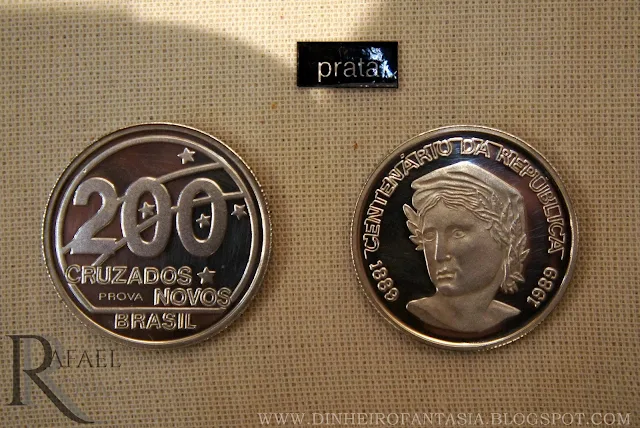 prata
200
CRUZADOS
PROVA NOVOS
BRASIL
CENTENÁRIO DA REPÚBLICA
1889
1989
RAFAEL
WWW.DINHEIROFANTASIA.BLOGSPOT.COM